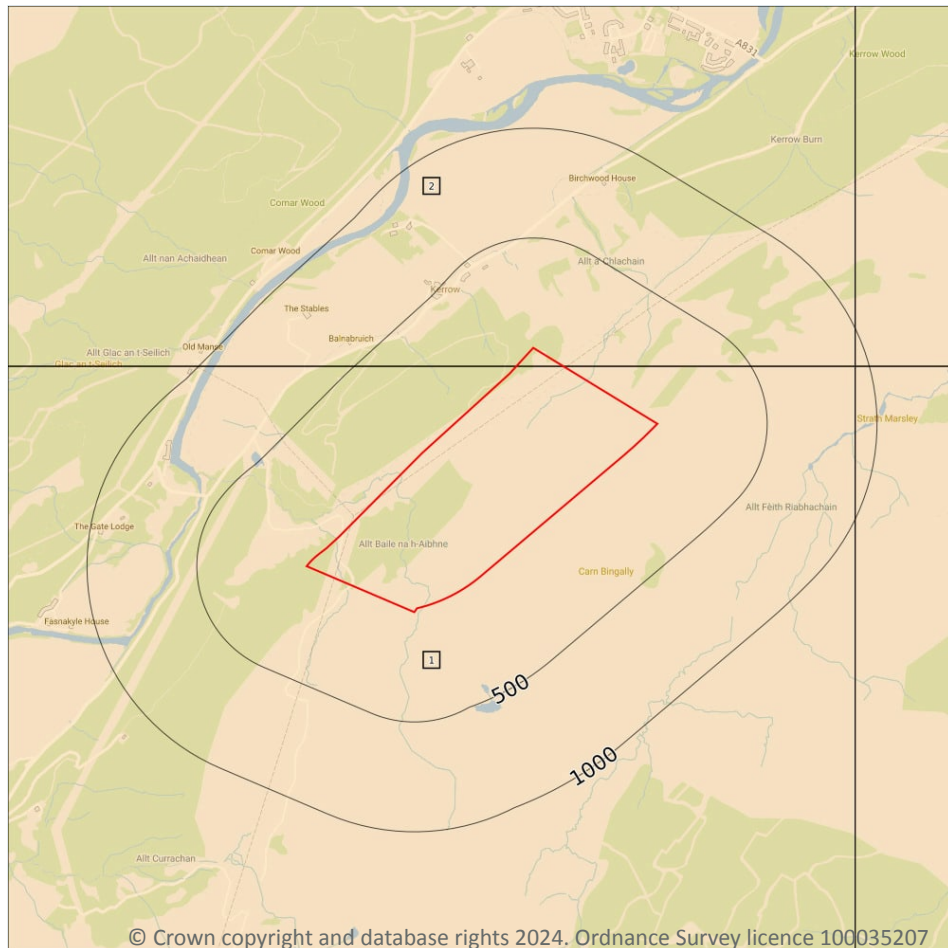 A831
Kerrow Wood
Kerrow Burn
Birchwood House
2
Comar Wood
Comar Wood
Allt nan Achaidhean
Allt a' Chlachain
Kerrow
The Stables
Balnabruich
Old Manse
Allt Glac an t-Seilich
Glac an t-Seilich
Strath Marsley
Allt Fèith Riabhachain
The Gate Lodge
Allt Baile na h-Aibhne
Carn Bingally
Fasnakyle House
1
500
1000
Allt Currachan
© Crown copyright and database rights 2024. Ordnance Survey licence 100035207